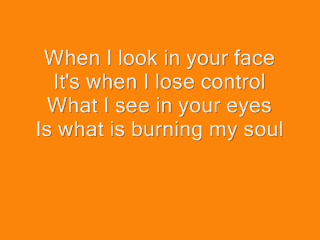 When I look in your face
It's when I lose control
What I see in your eyes
Is what is burning my soul